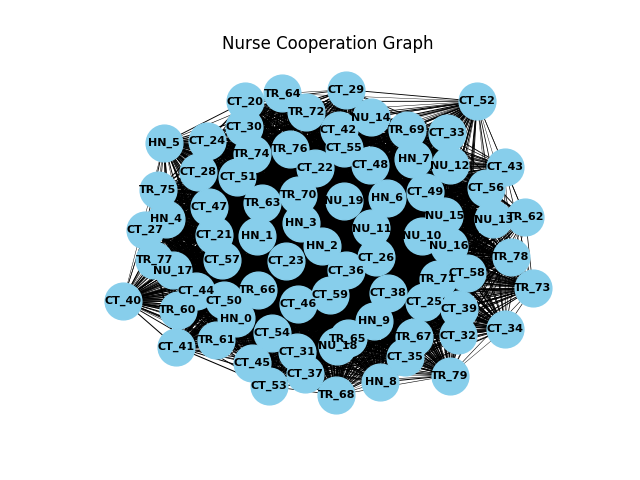 Nurse Cooperation Graph
TR_64
CT_29
CT_20
CT_52
TR_72
NU_14
CT_30
CT_42
TR_69
CT_33
HN_5
CT_24
CT_55
TR_76
TR_74
HN_7
CT_22
CT_48
NU_12
CT_43
CT_28
CT_51
TR_75
CT_56
CT_49
TR_70
HN_6
NU_19
TR_63
CT_47
HN_4
NU_15
NU_13
TR_62
HN_3
CT_27
NU_11
CT_21
HN_1
NU_10
HN_2
NU_16
TR_77
CT_57
CT_23
CT_26
TR_78
NU_17
CT_36
TR_71
CT_58
CT_44
TR_66
CT_59
CT_38
TR_73
CT_40
CT_50
CT_46
CT_25
CT_39
TR_60
HN_0
HN_9
CT_34
CT_54
TR_61
TR_65
TR_67
CT_32
CT_41
NU_18
CT_31
CT_35
CT_45
CT_37
TR_79
HN_8
CT_53
TR_68